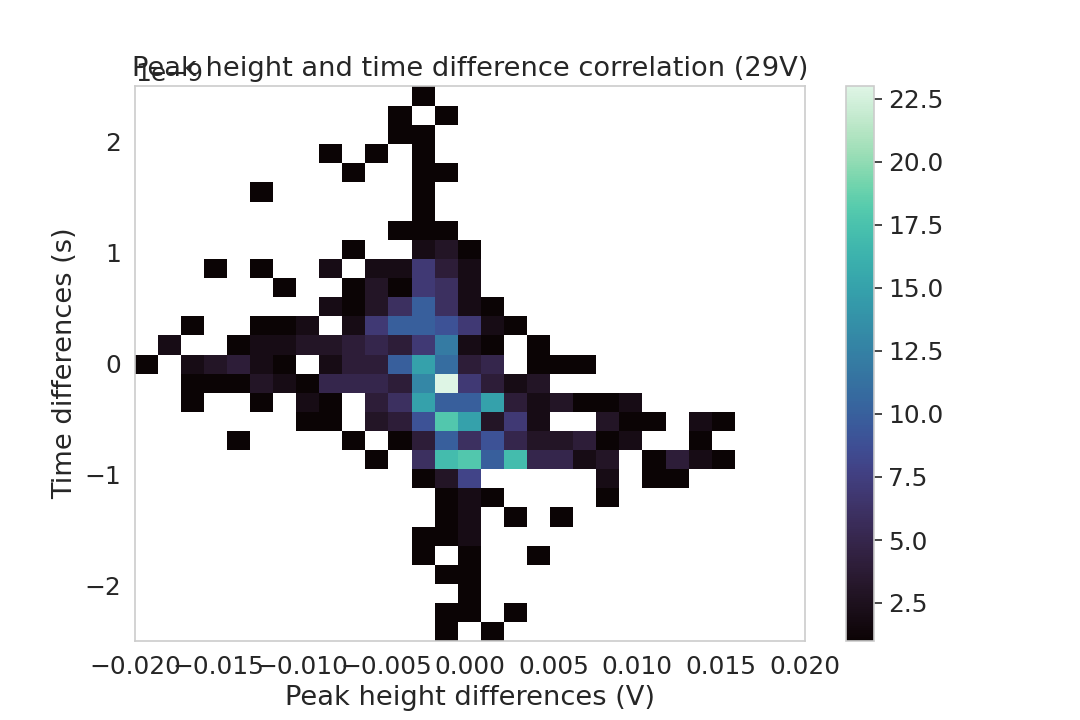 Peak height and time difference correlation (29V)
1e−9
2
1
0
−1
−2
Time differences (s)
−0.020 −0.015 −0.010 −0.005 0.000 0.005 0.010 0.015 0.020
Peak height differences (V)
22.5
20.0
17.5
15.0
12.5
10.0
7.5
5.0
2.5